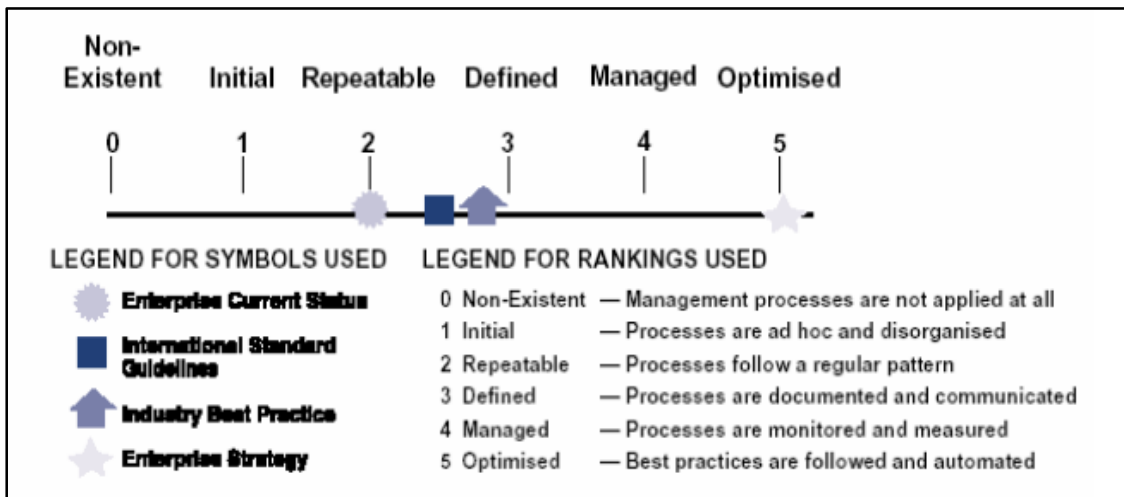 Non-
Existent Initial Repeatable Defined Managed Optimised
0 1 2 3 4 5
LEGEND FOR SYMBOLS USED
Enterprise Current Status
International Standard
Guidelines
Industry Best Practice
Enterprise Strategy
LEGEND FOR RANKINGS USED
0 Non-Existent — Management processes are not applied at all
1 Initial — Processes are ad hoc and disorganised
2 Repeatable — Processes follow a regular pattern
3 Defined — Processes are documented and communicated
4 Managed — Processes are monitored and measured
5 Optimised — Best practices are followed and automated